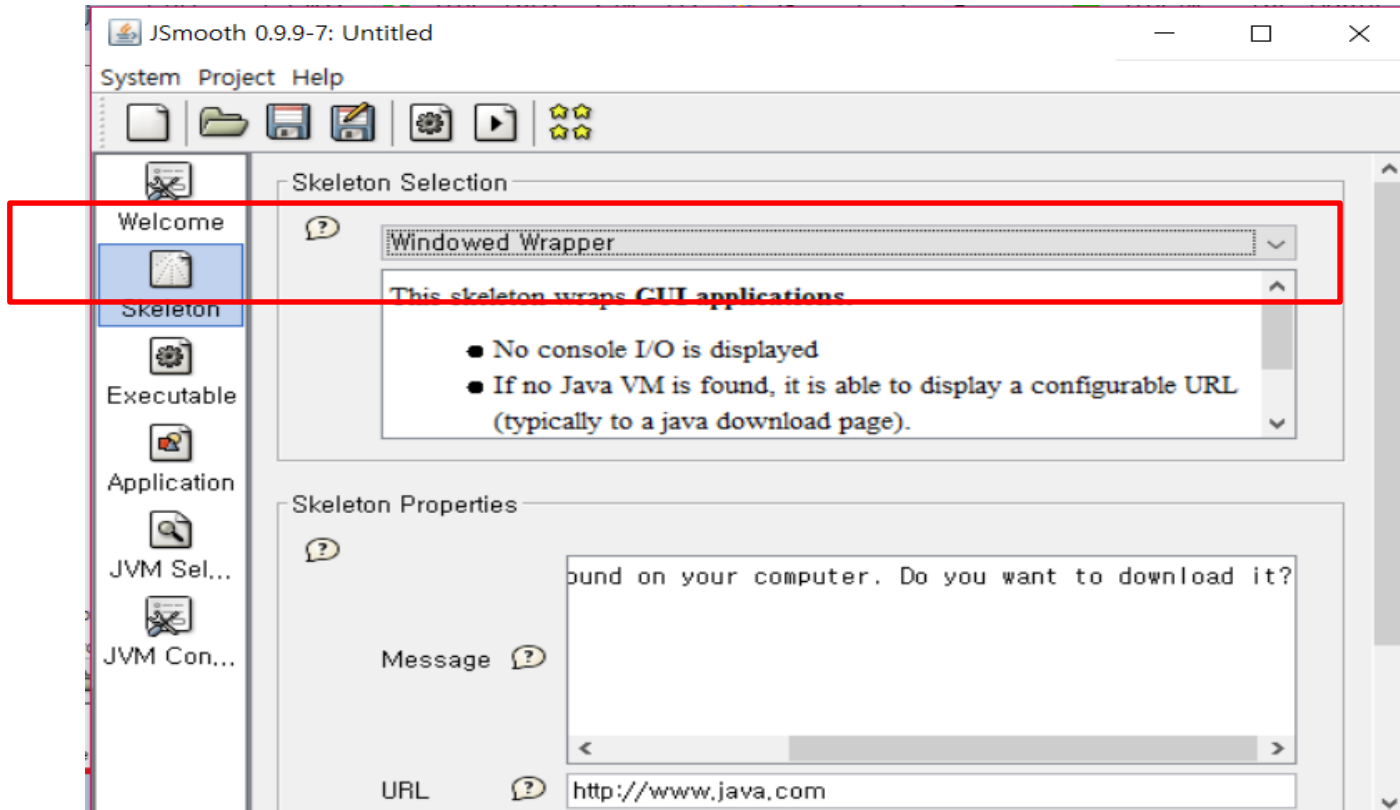 JSmooth 0.9.9-7: Untitled
System Project Help
Welcome
Skeleton
Executable
Application
JVM Sel...
JVM Con...
Skeleton Selection
Windowed Wrapper
This skeleton wraps GUI applications.
No console I/O is displayed
If no Java VM is found, it is able to display a configurable URL
(typically to a java download page).
Skeleton Properties
ound on your computer. Do you want to download it?
Message
URL
http://www.java.com